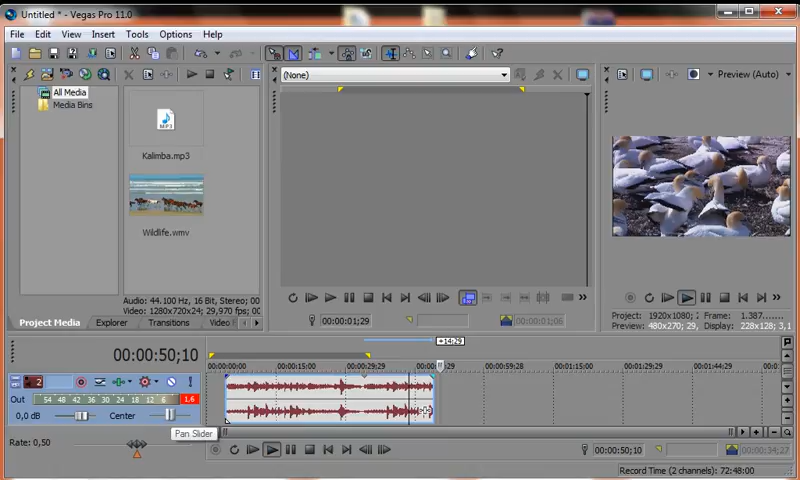 Untitled * - Vegas Pro 11.0
File Edit View Insert Tools Options Help
(None)
Preview (Auto)
All Media
Media Bins
MP3
Kalimba.mp3
Wildlife.wmv
Audio: 44.100 Hz, 16 Bit, Stereo; 00
Video: 1280x720x24; 29,970 fps; 00
Project Media
Explorer
Transitions
Video
00:00:01;29
00:00:01;06
Project: 1920x1080; Frame: 1.387...
Preview: 480x270; 29, Display: 228x128; 3,1
+14;29
00:00:50;10
00:00:00;00
00:00:15;00
00:00:29;29
00:00:59;28
00:01:15;00
00:01:29;29
00:01:44;29
2
Out 54 48 42 36 30 24 18 12 6 1,6
0,0 dB
Center
Pan Slider
Rate: 0,50
00:00:50;10
00:00:34;27
Record Time (2 channels): 72:48:00